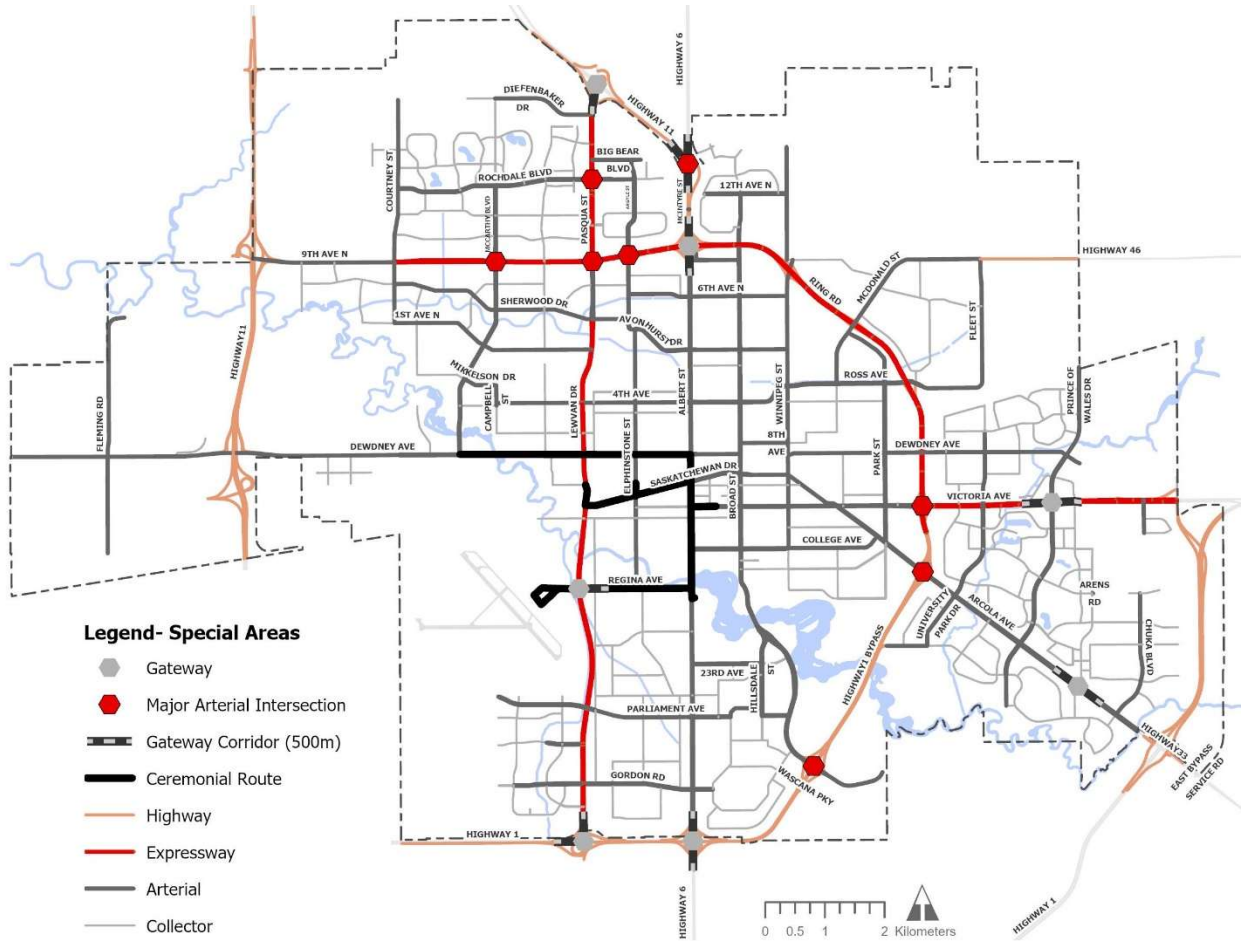 HIGHWAY 6
DIEFENBAKER
DR
HIGHWAY 11
BIG BEAR
BLVD
ROCHDALE BLVD
COURTNEY ST
MCCARTHY BLVD
PASQUA ST
MCINTYRE ST
12TH AVE N
9TH AVE N
HIGHWAY 46
RING RD
MCDONALD ST
SHERWOOD DR
6TH AVE N
1ST AVE N
AVONHURST DR
FLEET ST
HIGHWAY11
MIKKELSON DR
CAMPBELL
ST
LEWVAN DR
4TH AVE
ALBERT ST
WINNIPEG ST
ROSS AVE
PRINCE OF
WALES DR
FLEMING RD
DEWDNEY AVE
ELPHINSTONE ST
8TH
AVE
PARK ST
DEWDNEY AVE
SASKATCHEWAN DR
BROAD ST
VICTORIA AVE
COLLEGE AVE
REGINA AVE
ARENS
RD
UNIVERSITY
PARK DR
ARCOLA AVE
CHUKA BLVD
HIGHWAY1 BYPASS
23RD AVE
HILLSDALE
ST
PARLIAMENT AVE
HIGHWAY33
EAST BYPASS
SERVICE RD
GORDON RD
WASCANA PKY
HIGHWAY 1
HIGHWAY 6
HIGHWAY 1
Legend- Special Areas
Gateway
Major Arterial Intersection
Gateway Corridor (500m)
Ceremonial Route
Highway
Expressway
Arterial
Collector
0 0.5 1 2 Kilometers